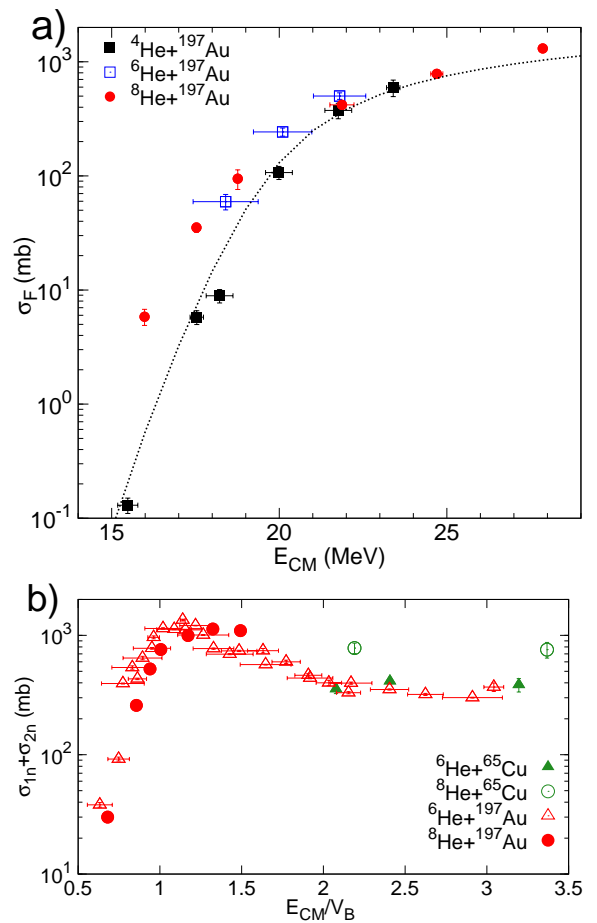 a)
⁴He+¹⁹⁷Au
⁶He+¹⁹⁷Au
⁸He+¹⁹⁷Au
σF (mb)
10³
10²
10¹
10⁰
10⁻¹
15 20 25
ECM (MeV)
b)
σ1n+σ2n (mb)
10³
10²
10¹
⁶He+⁶⁵Cu
⁸He+⁶⁵Cu
⁶He+¹⁹⁷Au
⁸He+¹⁹⁷Au
0.5 1 1.5 2 2.5 3 3.5
ECM/VB